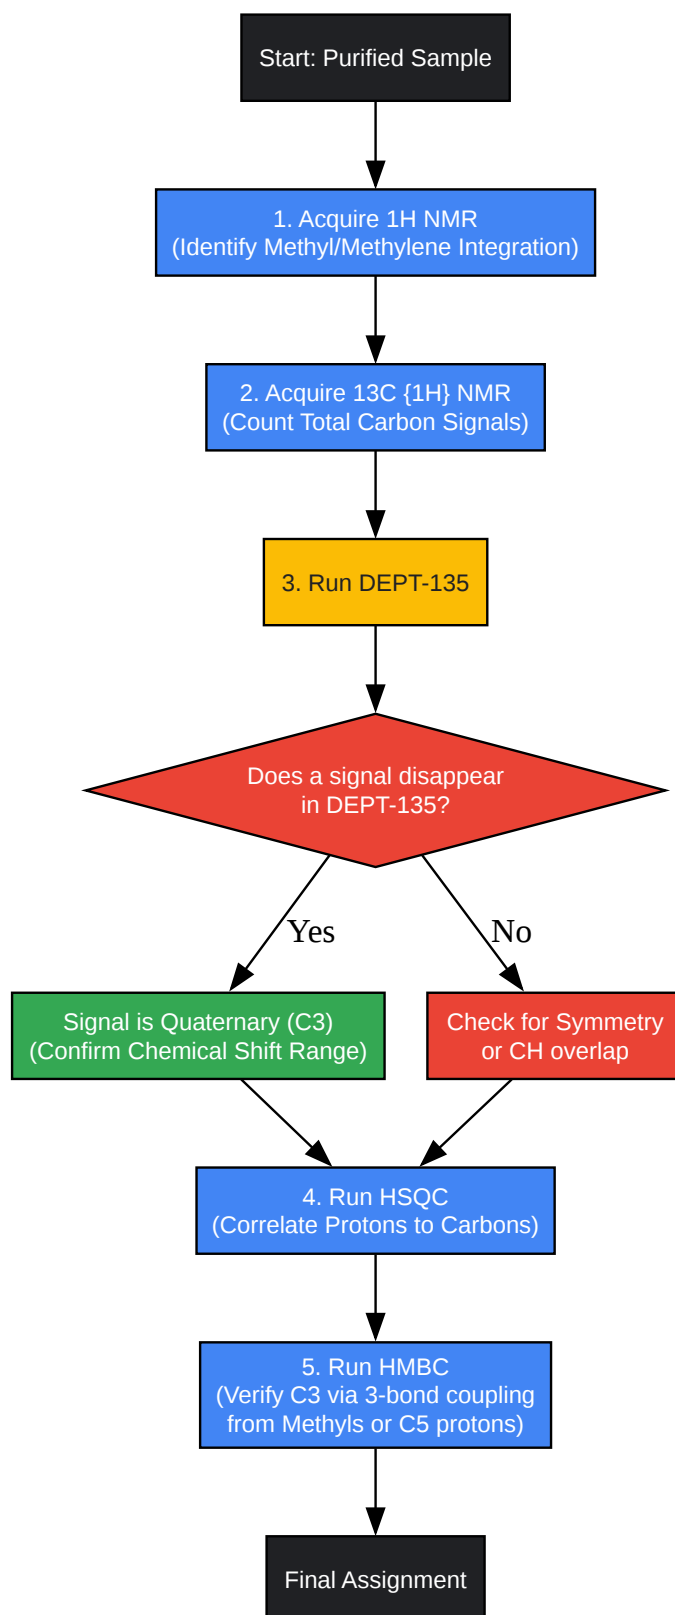 Start: Purified Sample
1. Acquire 1H NMR
(Identify Methyl/Methylene Integration)
2. Acquire 13C {1H} NMR
(Count Total Carbon Signals)
3. Run DEPT-135
Does a signal disappear
in DEPT-135?
Yes
No
Signal is Quaternary (C3)
(Confirm Chemical Shift Range)
Check for Symmetry
or CH overlap
4. Run HSQC
(Correlate Protons to Carbons)
5. Run HMBC
(Verify C3 via 3-bond coupling
from Methyls or C5 protons)
Final Assignment